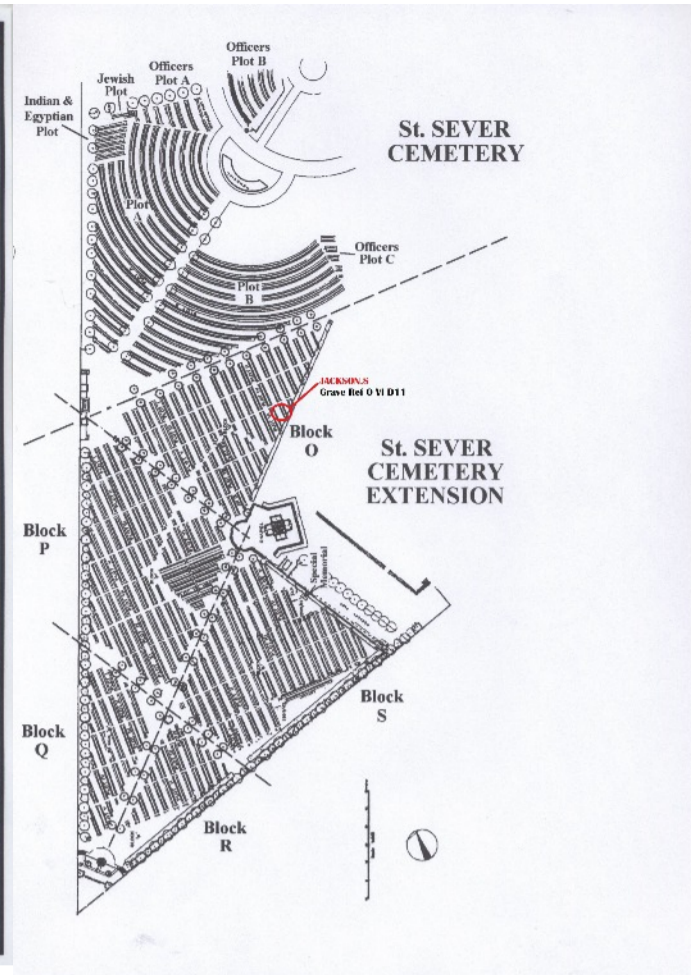 Officers
Plot B
Officers
Plot A
Jewish
Plot
Indian &
Egyptian
Plot
St. SEVER
CEMETERY
Plot
A
Officers
Plot C
Plot
B
JACKSON.S
Grave Ref O VI D11
Block
O
St. SEVER
CEMETERY
EXTENSION
Block
P
Special
Memorial
Block
S
Block
Q
Block
R